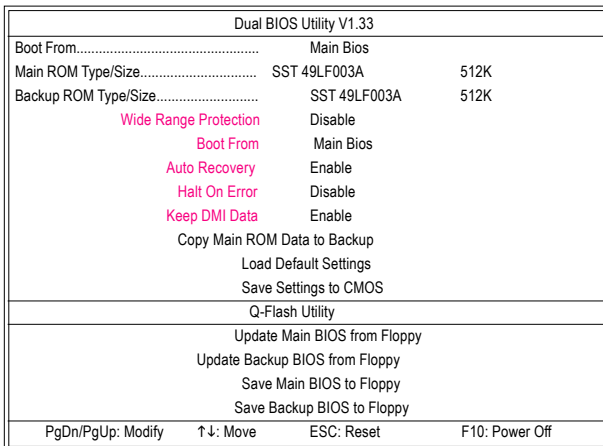 Dual BIOS Utility V1.33
Boot From................................................ Main Bios
Main ROM Type/Size............................... SST 49LF003A 512K
Backup ROM Type/Size........................... SST 49LF003A 512K
Wide Range Protection Disable
Boot From Main Bios
Auto Recovery Enable
Halt On Error Disable
Keep DMI Data Enable
Copy Main ROM Data to Backup
Load Default Settings
Save Settings to CMOS
Q-Flash Utility
Update Main BIOS from Floppy
Update Backup BIOS from Floppy
Save Main BIOS to Floppy
Save Backup BIOS to Floppy
PgDn/PgUp: Modify ↑↓: Move ESC: Reset F10: Power Off